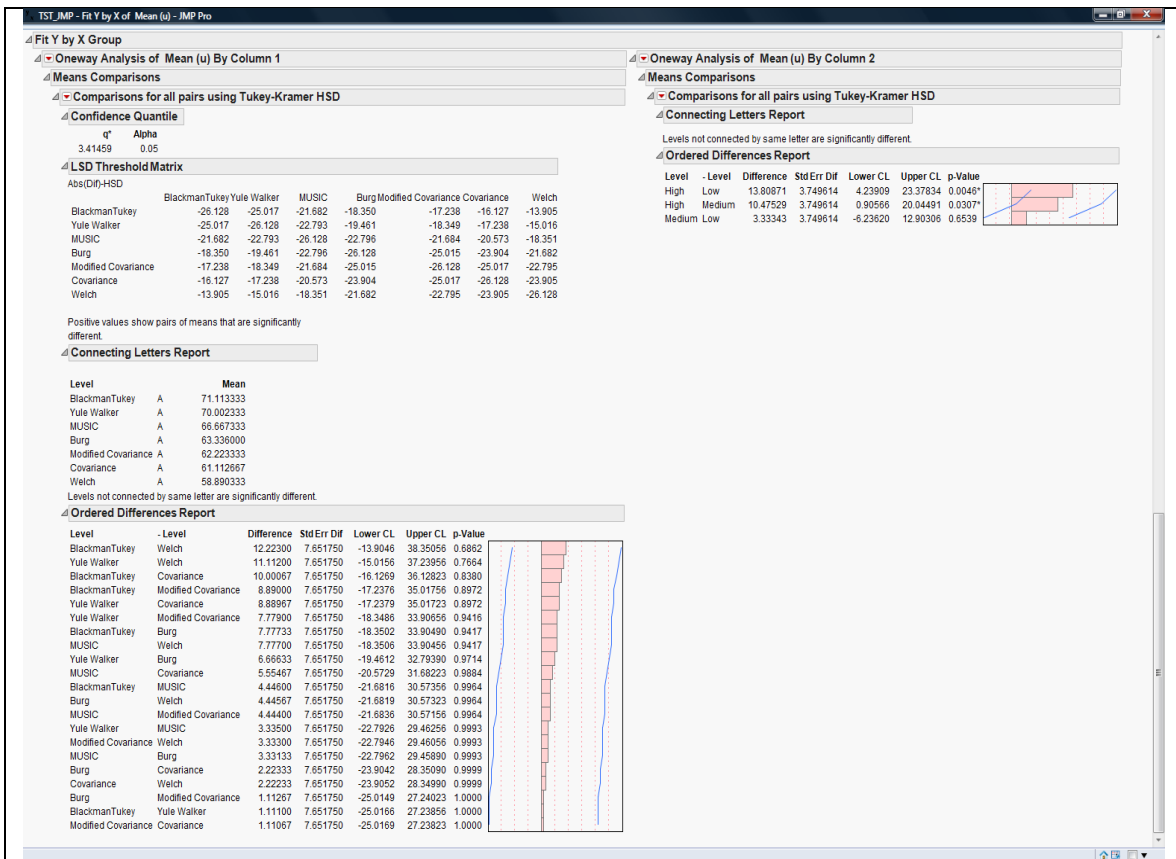 TST_JMP - Fit Y by X of Mean (u) - JMP Pro
Fit Y by X Group
Oneway Analysis of Mean (u) By Column 1
Means Comparisons
Comparisons for all pairs using Tukey-Kramer HSD
Confidence Quantile
q* Alpha
3.41459 0.05
LSD Threshold Matrix
Abs(Dif)-HSD
BlackmanTukey Yule Walker MUSIC Burg Modified Covariance Covariance Welch
BlackmanTukey -26.128 -25.017 -21.682 -18.350 -17.238 -16.127 -13.905
Yule Walker -25.017 -26.128 -22.793 -19.461 -18.349 -17.238 -15.016
MUSIC -21.682 -22.793 -26.128 -22.796 -21.684 -20.573 -18.351
Burg -18.350 -19.461 -22.796 -26.128 -25.015 -23.904 -21.682
Modified Covariance -17.238 -18.349 -21.684 -25.015 -26.128 -25.017 -22.795
Covariance -16.127 -17.238 -20.573 -23.904 -25.017 -26.128 -23.905
Welch -13.905 -15.016 -18.351 -21.682 -22.795 -23.905 -26.128
Positive values show pairs of means that are significantly
different.
Connecting Letters Report
Level Mean
BlackmanTukey A 71.113333
Yule Walker A 70.002333
MUSIC A 66.667333
Burg A 63.336000
Modified Covariance A 62.223333
Covariance A 61.112667
Welch A 58.890333
Levels not connected by same letter are significantly different.
Ordered Differences Report
Level - Level Difference Std Err Dif Lower CL Upper CL p-Value
BlackmanTukey Welch 12.22300 7.651750 -13.9046 38.35056 0.6862
Yule Walker Welch 11.11200 7.651750 -15.0156 37.23956 0.7664
BlackmanTukey Covariance 10.00067 7.651750 -16.1269 36.12823 0.8380
BlackmanTukey Modified Covariance 8.89000 7.651750 -17.2376 35.01756 0.8972
Yule Walker Covariance 8.88967 7.651750 -17.2379 35.01723 0.8972
Yule Walker Modified Covariance 7.77900 7.651750 -18.3486 33.90656 0.9416
BlackmanTukey Burg 7.77733 7.651750 -18.3502 33.90490 0.9417
MUSIC Welch 7.77700 7.651750 -18.3506 33.90456 0.9417
Yule Walker Burg 6.66633 7.651750 -19.4612 32.79390 0.9714
MUSIC Covariance 5.55467 7.651750 -20.5729 31.68223 0.9884
BlackmanTukey MUSIC 4.44600 7.651750 -21.6816 30.57356 0.9964
Burg Welch 4.44567 7.651750 -21.6819 30.57323 0.9964
MUSIC Modified Covariance 4.44400 7.651750 -21.6836 30.57156 0.9964
Yule Walker MUSIC 3.33500 7.651750 -22.7926 29.46256 0.9993
Modified Covariance Welch 3.33300 7.651750 -22.7946 29.46056 0.9993
MUSIC Burg 3.33133 7.651750 -22.7962 29.45890 0.9993
Burg Covariance 2.22333 7.651750 -23.9042 28.35090 0.9999
Covariance Welch 2.22233 7.651750 -23.9052 28.34990 0.9999
Burg Modified Covariance 1.11267 7.651750 -25.0149 27.24023 1.0000
BlackmanTukey Yule Walker 1.11100 7.651750 -25.0166 27.23856 1.0000
Modified Covariance Covariance 1.11067 7.651750 -25.0169 27.23823 1.0000
Oneway Analysis of Mean (u) By Column 2
Means Comparisons
Comparisons for all pairs using Tukey-Kramer HSD
Connecting Letters Report
Levels not connected by same letter are significantly different.
Ordered Differences Report
Level - Level Difference Std Err Dif Lower CL Upper CL p-Value
High Low 13.80871 3.749614 4.23909 23.37834 0.0046*
High Medium 10.47529 3.749614 0.90566 20.04491 0.0307*
Medium Low 3.33343 3.749614 -6.23620 12.90306 0.6539